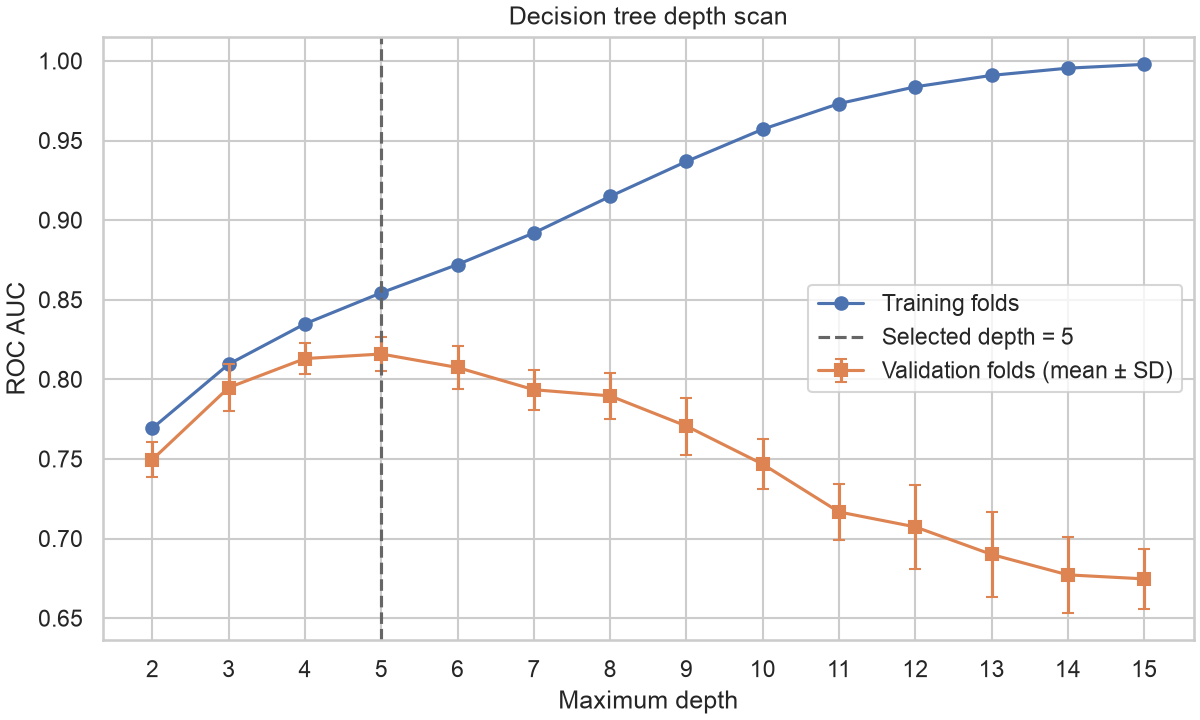 Decision tree depth scan
ROC AUC
1.00
0.95
0.90
0.85
0.80
0.75
0.70
0.65
Training folds
Selected depth = 5
Validation folds (mean ± SD)
2 3 4 5 6 7 8 9 10 11 12 13 14 15
Maximum depth